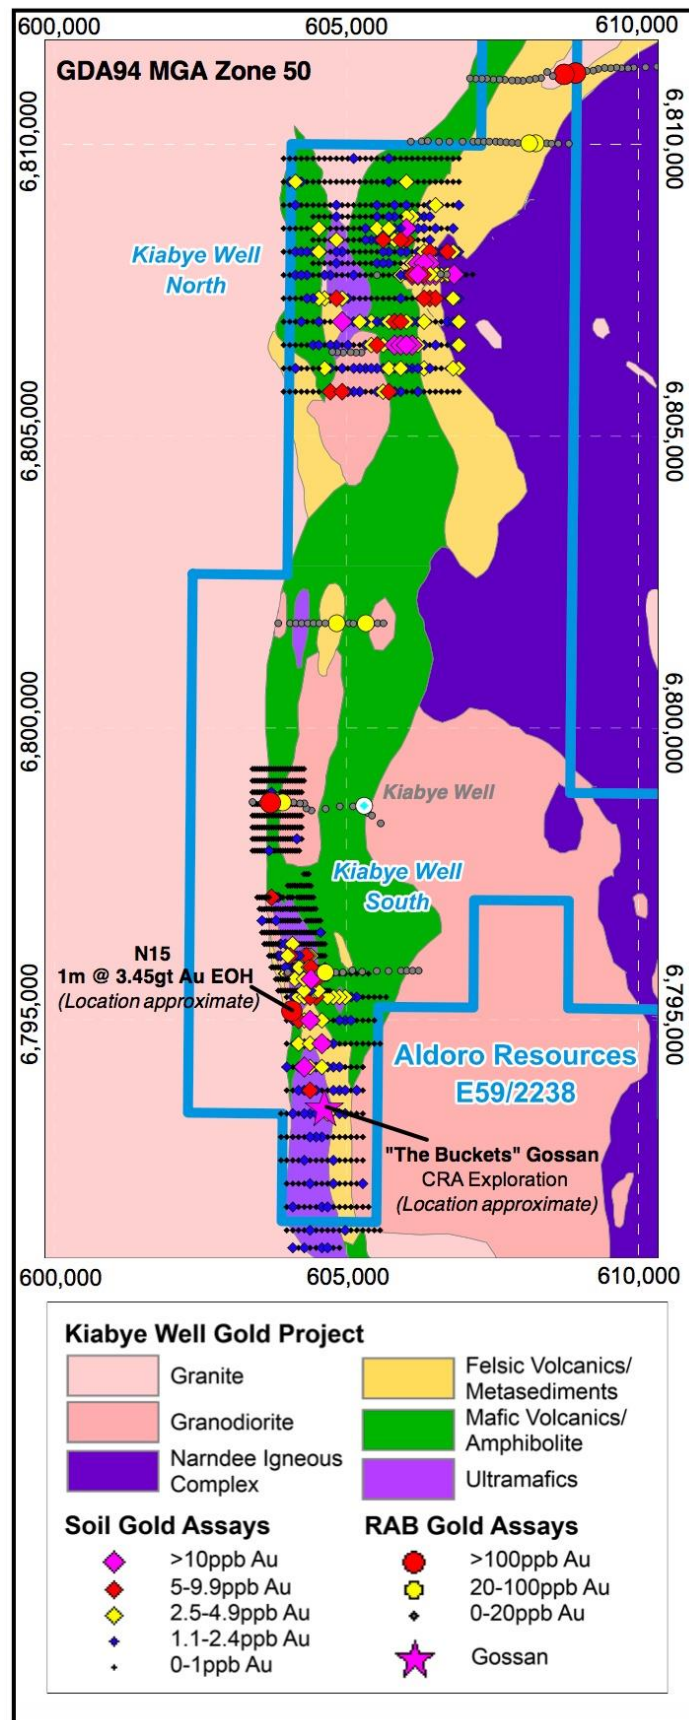 600,000
605,000
610,000
GDA94 MGA Zone 50
6,810,000
6,810,000
Kiabye Well
North
6,805,000
6,805,000
6,800,000
6,800,000
Kiabye Well
Kiabye Well
South
N15
1m @ 3.45gt Au EOH
(Location approximate)
6,795,000
6,795,000
Aldoro Resources
E59/2238
"The Buckets" Gossan
CRA Exploration
(Location approximate)
600,000
605,000
610,000
Kiabye Well Gold Project
Granite
Granodiorite
Narndee Igneous
Complex
Felsic Volcanics/
Metasediments
Mafic Volcanics/
Amphibolite
Ultramafics
Soil Gold Assays
>10ppb Au
5-9.9ppb Au
2.5-4.9ppb Au
1.1-2.4ppb Au
0-1ppb Au
RAB Gold Assays
>100ppb Au
20-100ppb Au
0-20ppb Au
Gossan